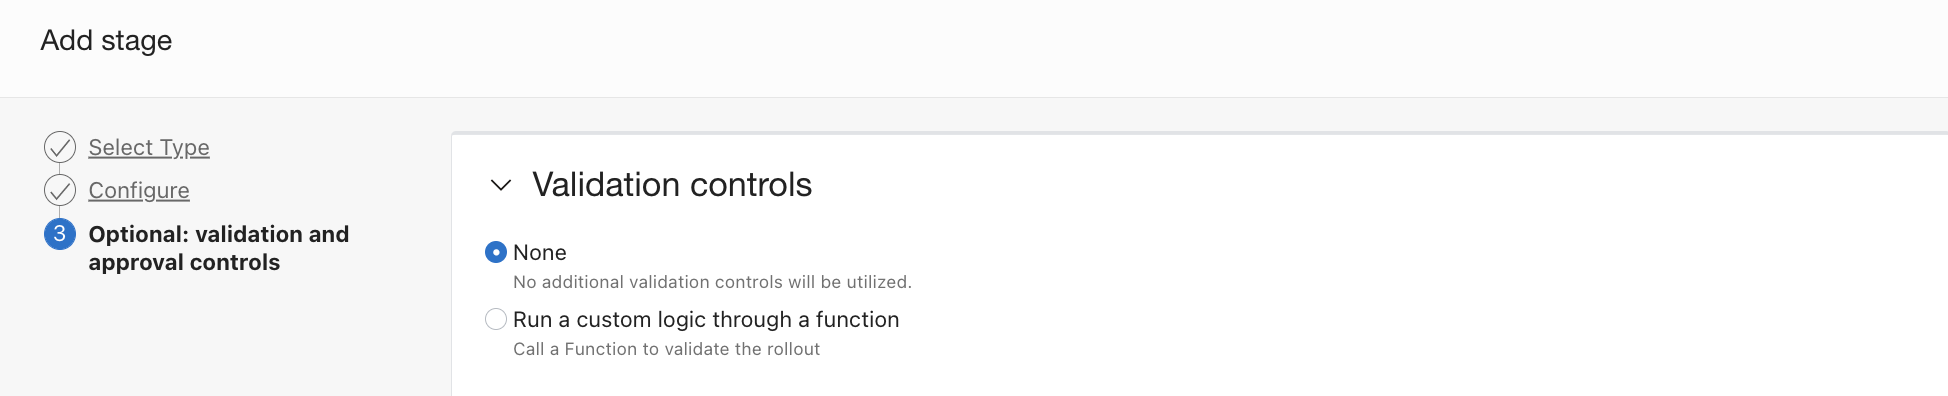 Add stage
Select Type
Configure
3 Optional: validation and
approval controls
Validation controls
None
No additional validation controls will be utilized.
Run a custom logic through a function
Call a Function to validate the rollout